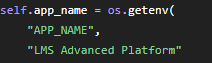 self.app_name = os.getenv(
"APP_NAME",
"LMS Advanced Platform"